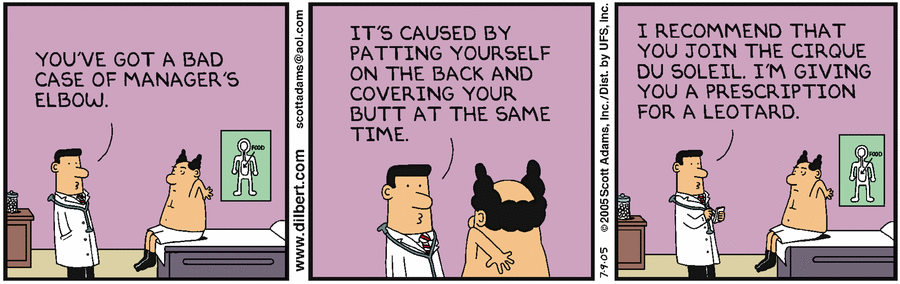 YOU'VE GOT A BAD
CASE OF MANAGER'S
ELBOW.
FOOD
www.dilbert.com
scottadams@aol.com
IT'S CAUSED BY
PATTING YOURSELF
ON THE BACK AND
COVERING YOUR
BUTT AT THE SAME
TIME.
7-9-05 © 2005 Scott Adams, Inc./Dist. by UFS, Inc.
I RECOMMEND THAT
YOU JOIN THE CIRQUE
DU SOLEIL. I'M GIVING
YOU A PRESCRIPTION
FOR A LEOTARD.
FOOD